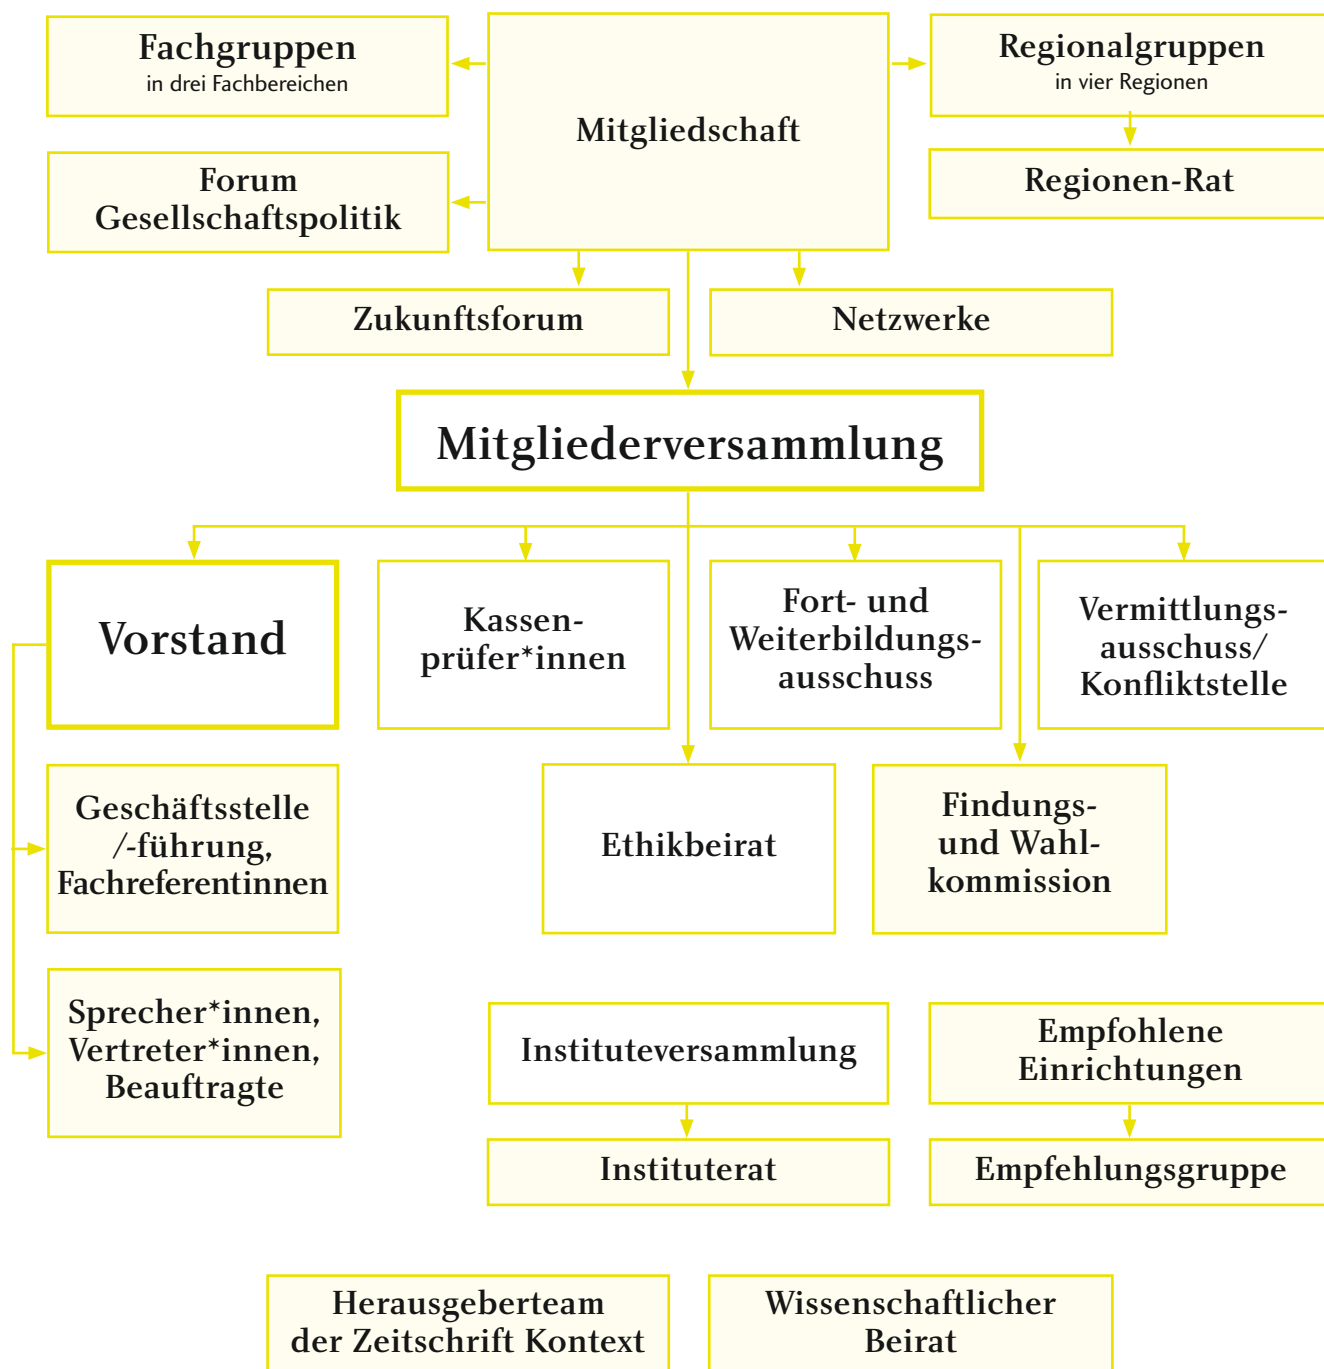 Fachgruppen
in drei Fachbereichen
Mitgliedschaft
Regionalgruppen
in vier Regionen
Forum
Gesellschaftspolitik
Regionen-Rat
Zukunftsforum
Netzwerke
Mitgliederversammlung
Vorstand
Kassen-
prüfer*innen
Fort- und
Weiterbildungs-
ausschuss
Vermittlungs-
ausschuss/
Konfliktstelle
Geschäftsstelle
/-führung,
Fachreferentinnen
Ethikbeirat
Findungs-
und Wahl-
kommission
Sprecher*innen,
Vertreter*innen,
Beauftragte
Instituteversammlung
Empfohlene
Einrichtungen
Instituterat
Empfehlungsgruppe
Herausgeberteam
der Zeitschrift Kontext
Wissenschaftlicher
Beirat